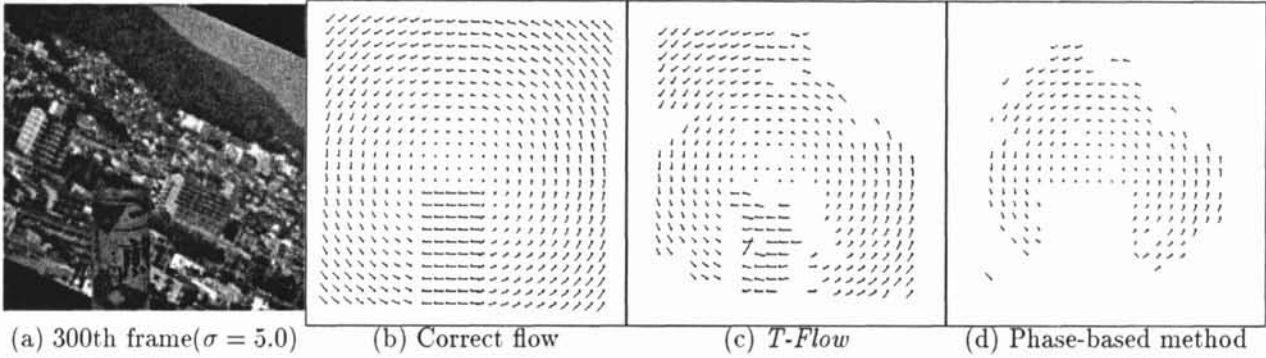 (a) 300th frame(σ = 5.0)
(b) Correct flow
(c) T-Flow
(d) Phase-based method